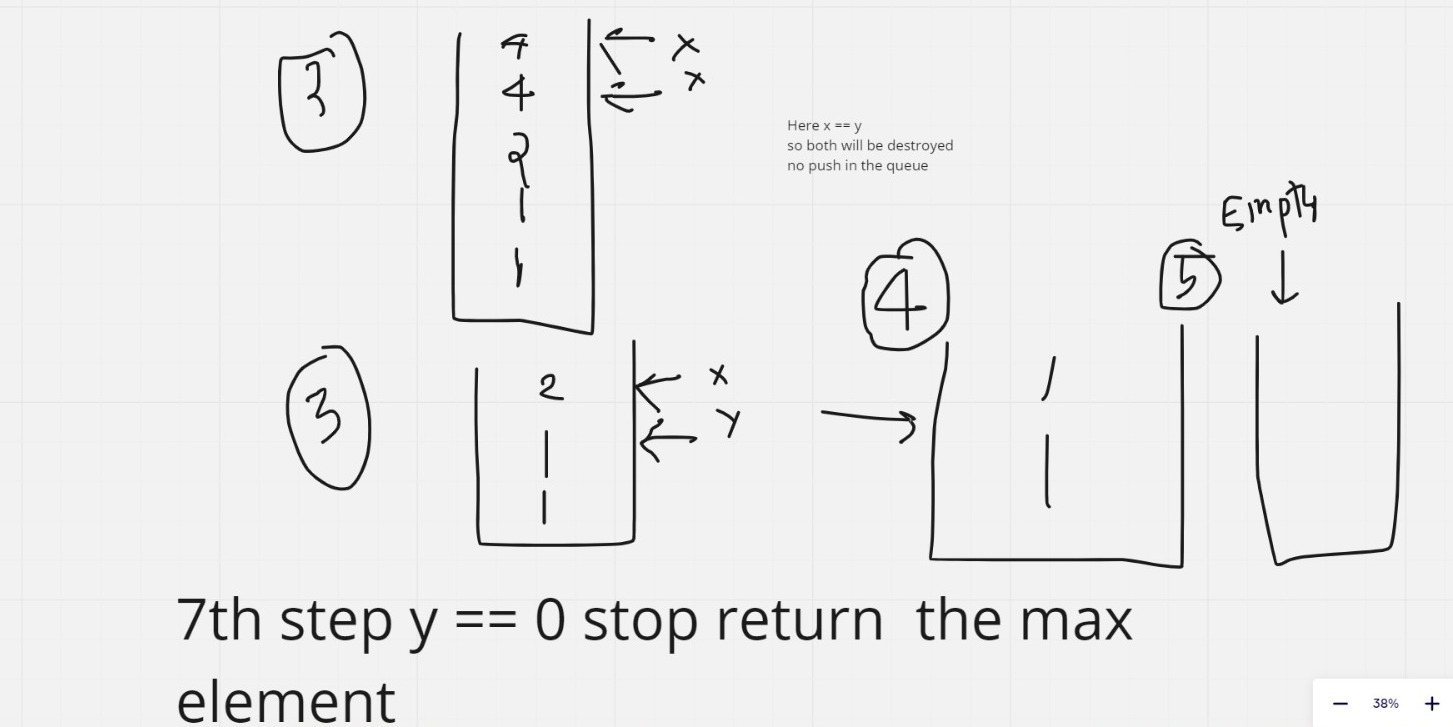 3
4
4
2
1
1
x
x
Here x == y
so both will be destroyed
no push in the queue
3
2
1
1
x
y
4
1
1
5
Empty
7th step y == 0 stop return the max
element
38%